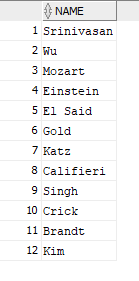 NAME
1 Srinivasan
2 Wu
3 Mozart
4 Einstein
5 El Said
6 Gold
7 Katz
8 Califieri
9 Singh
10 Crick
11 Brandt
12 Kim